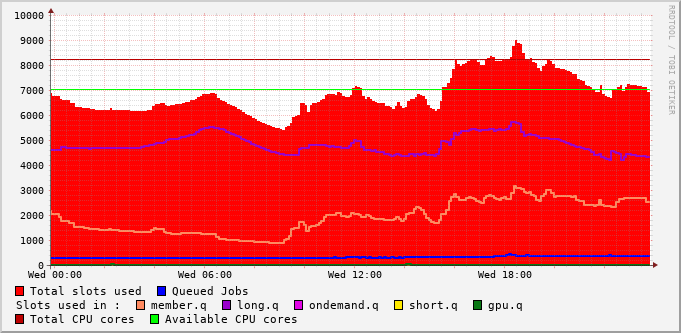 10000
9000
8000
7000
6000
5000
4000
3000
2000
1000
0
Wed 00:00 Wed 06:00 Wed 12:00 Wed 18:00
Total slots used Queued Jobs
Slots used in : member.q long.q ondemand.q short.q gpu.q
Total CPU cores Available CPU cores
RRDTOOL / TOBI OETIKER